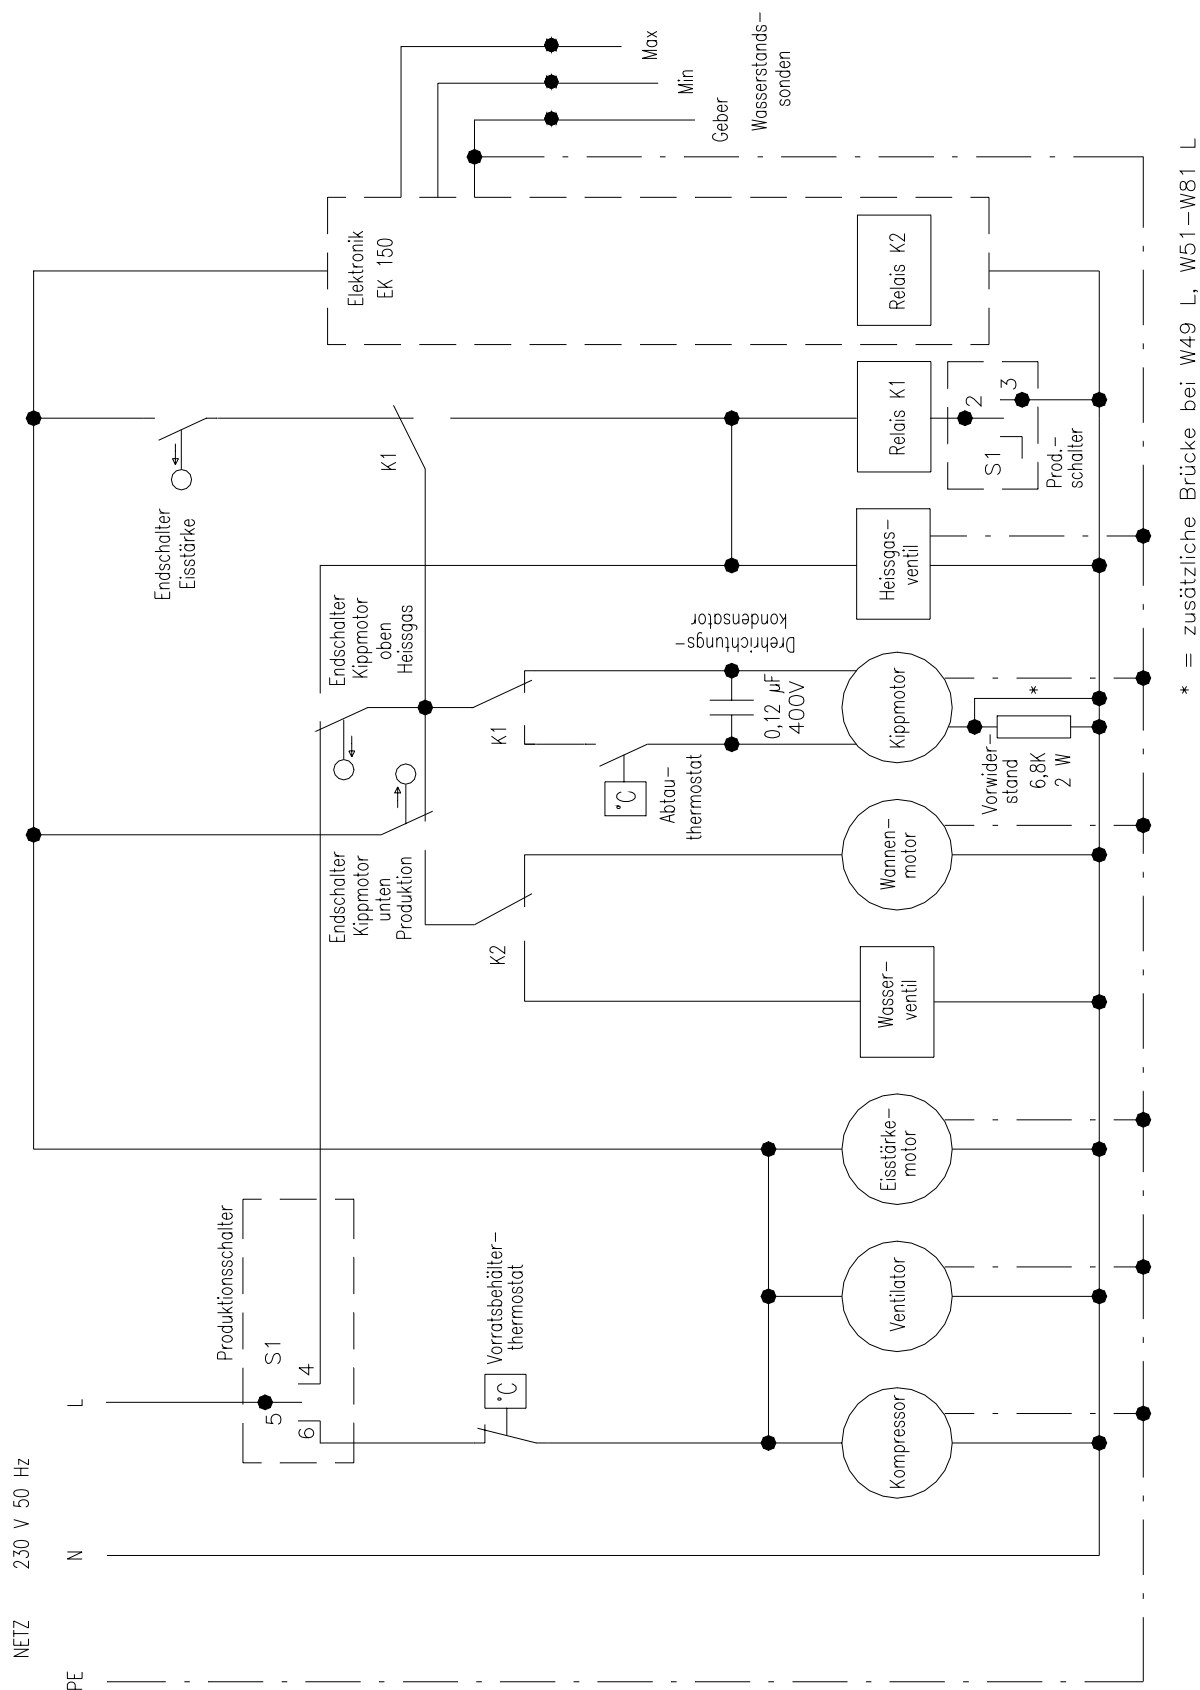 NETZ 230 V 50 Hz
PE
N
L
Produktionsschalter
S1
5
4
6
Vorratsbehälter-
thermostat
°C
Kompressor
Ventilator
Eisstärke-
motor
Endschalter
Kippmotor
unten
Produktion
K2
Wasser-
ventil
Wannen-
motor
Endschalter
Kippmotor
oben
Heissgas
K1
°C
Abtau-
thermostat
0,12 µF
400V
Drehrichtungs-
kondensator
Kippmotor
Vorwider-
stand
6,8K
2 W
*
Heissgas-
ventil
Endschalter
Eisstärke
K1
Relais K1
S1
2
3
Prod.-
schalter
Elektronik
EK 150
Relais K2
Max
Min
Geber
Wasserstands-
sonden
* = zusätzliche Brücke bei W49 L, W51-W81 L